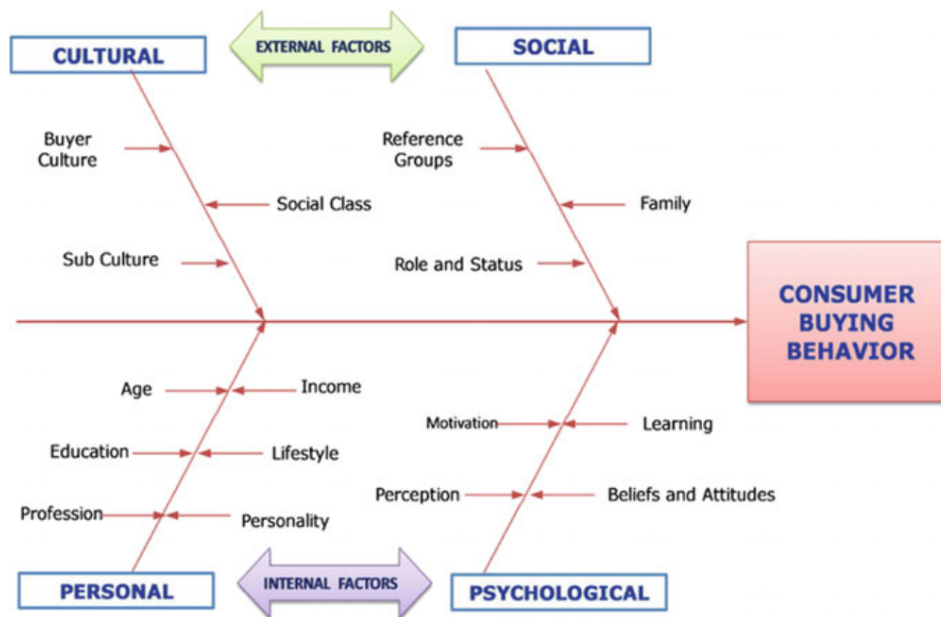 CULTURAL
EXTERNAL FACTORS
SOCIAL
Buyer
Culture
Social Class
Sub Culture
Reference
Groups
Family
Role and Status
CONSUMER
BUYING
BEHAVIOR
Age
Income
Education
Lifestyle
Profession
Personality
Motivation
Learning
Perception
Beliefs and Attitudes
PERSONAL
INTERNAL FACTORS
PSYCHOLOGICAL